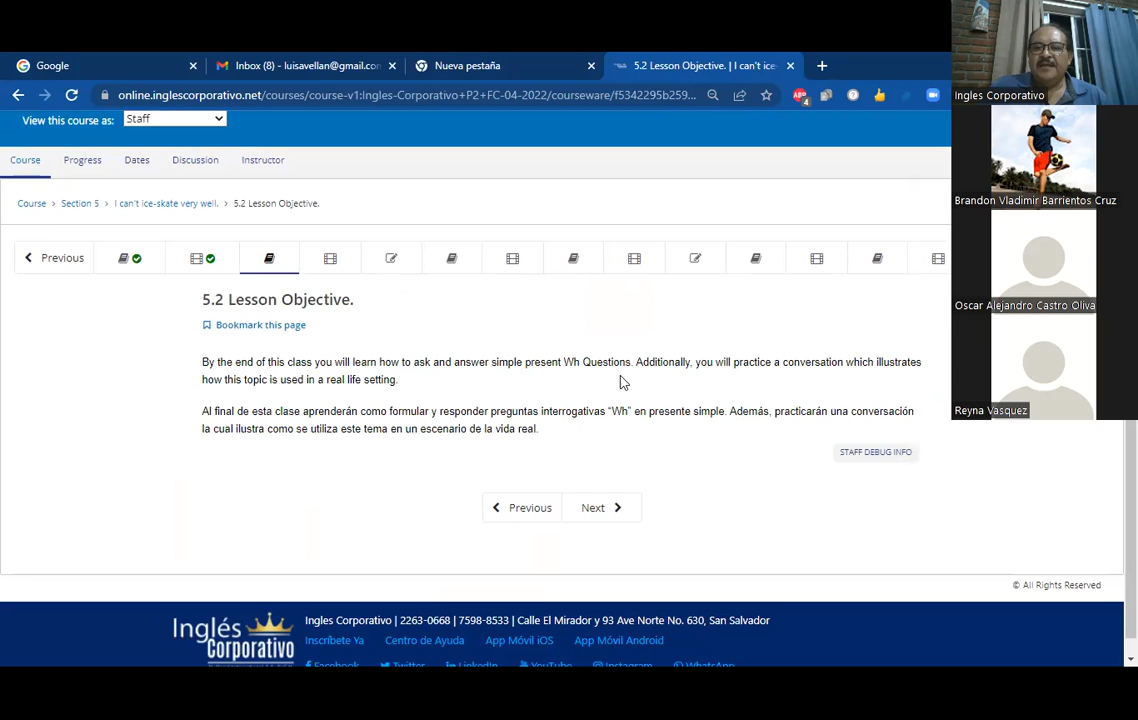 Google
Inbox (8) - luisavellan@gmail.con
Nueva pestaña
5.2 Lesson Objective. | I can't ice-
online.inglescorporativo.net/courses/course-v1:Ingles-Corporativo+P2+FC-04-2022/courseware/f5342295b259...
4
View this course as:
Staff
Course
Progress
Dates
Discussion
Instructor
Course > Section 5 > I can't ice-skate very well. > 5.2 Lesson Objective.
Previous
5.2 Lesson Objective.
Bookmark this page
By the end of this class you will learn how to ask and answer simple present Wh Questions. Additionally, you will practice a conversation which illustrates
how this topic is used in a real life setting.
Al final de esta clase aprenderán como formular y responder preguntas interrogativas “Wh” en presente simple. Además, practicarán una conversación
la cual ilustra como se utiliza este tema en un escenario de la vida real.
STAFF DEBUG INFO
Previous
Next
© All Rights Reserved
Inglés
Corporativo
Ingles Corporativo | 2263-0668 | 7598-8533 | Calle El Mirador y 93 Ave Norte No. 630, San Salvador
Inscríbete Ya
Centro de Ayuda
App Móvil iOS
App Móvil Android
Facebook
Twitter
LinkedIn
YouTube
Instagram
WhatsApp
Ingles Corporativo
Brandon Vladimir Barrientos Cruz
Oscar Alejandro Castro Oliva
Reyna Vasquez